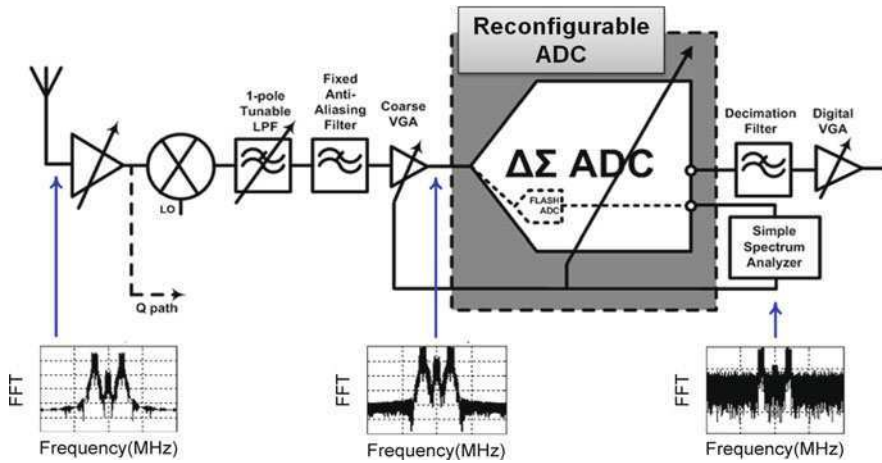 Reconfigurable
ADC
1-pole
Tunable
LPF
Fixed
Anti-
Aliasing
Filter
Coarse
VGA
Decimation
Filter
Digital
VGA
LO
ΔΣ ADC
FLASH
ADC
Simple
Spectrum
Analyzer
Q path
FFT
Frequency(MHz)
FFT
Frequency(MHz)
FFT
Frequency(MHz)